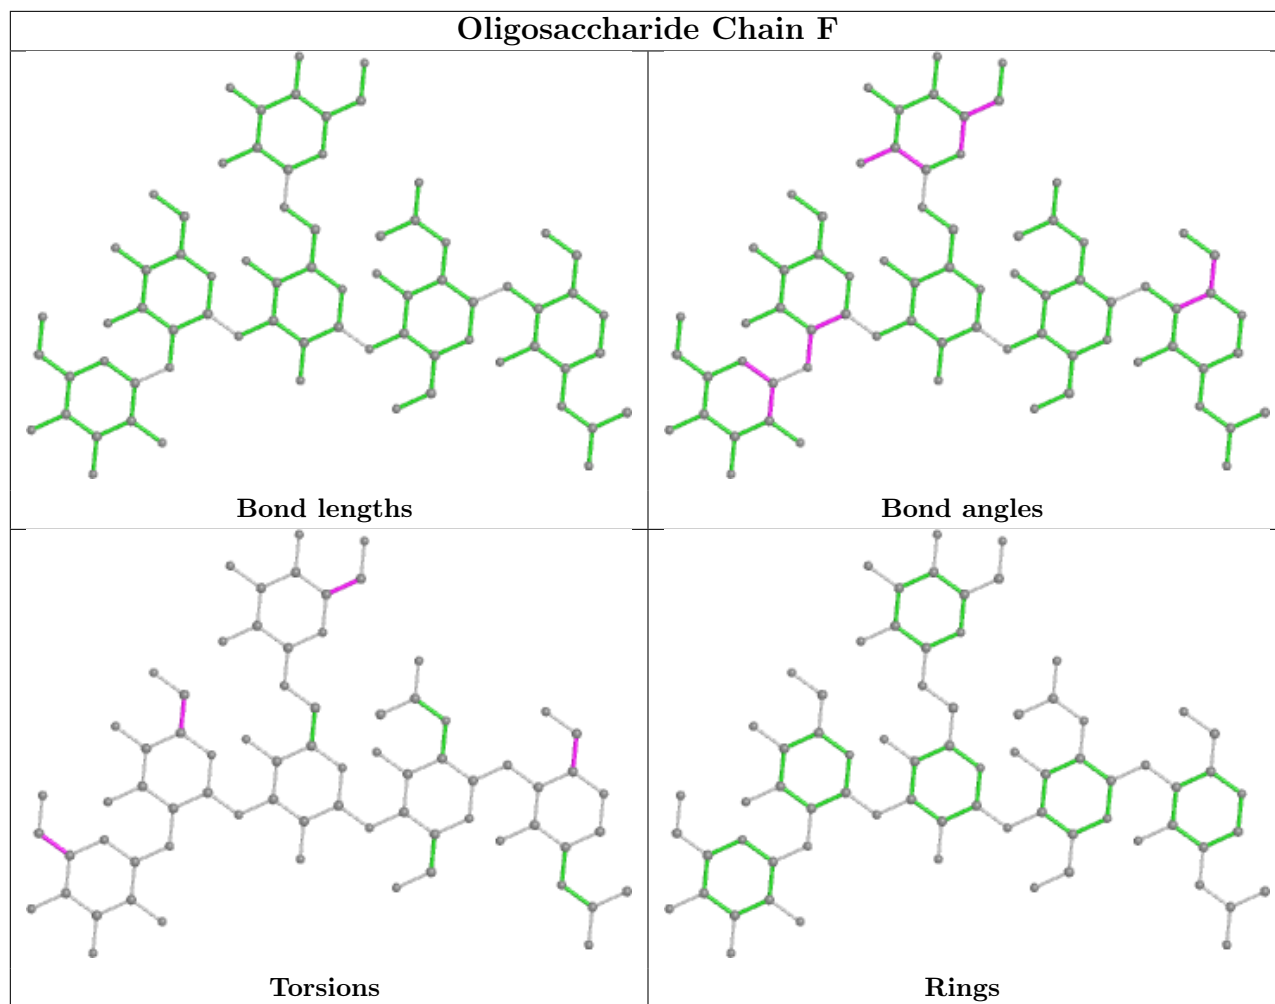 Oligosaccharide Chain F
Bond lengths
Bond angles
Torsions
Rings